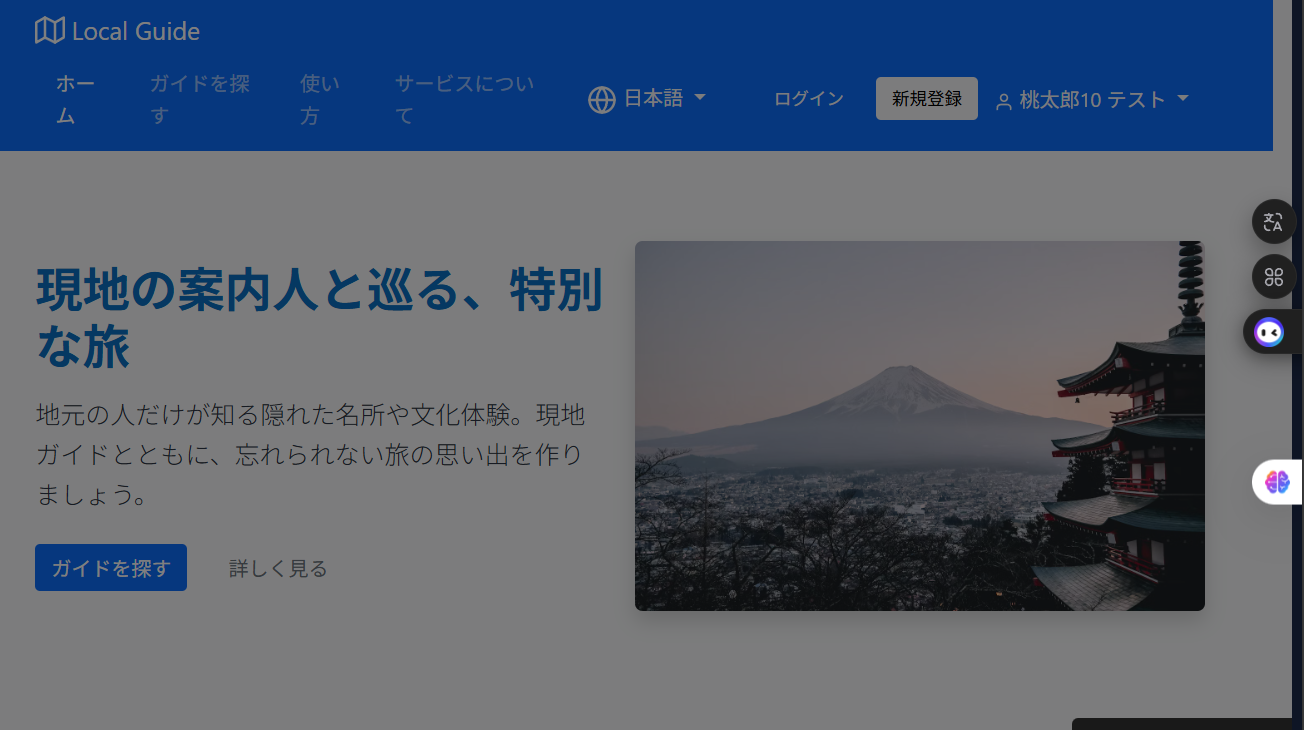 Local Guide
ホー
ム
ガイドを探
す
使い
方
サービスについ
て
日本語
ログイン
新規登録
桃太郎10 テスト
現地の案内人と巡る、特別
な旅
地元の人だけが知る隠れた名所や文化体験。現地
ガイドとともに、忘れられない旅の思い出を作り
ましょう。
ガイドを探す
詳しく見る